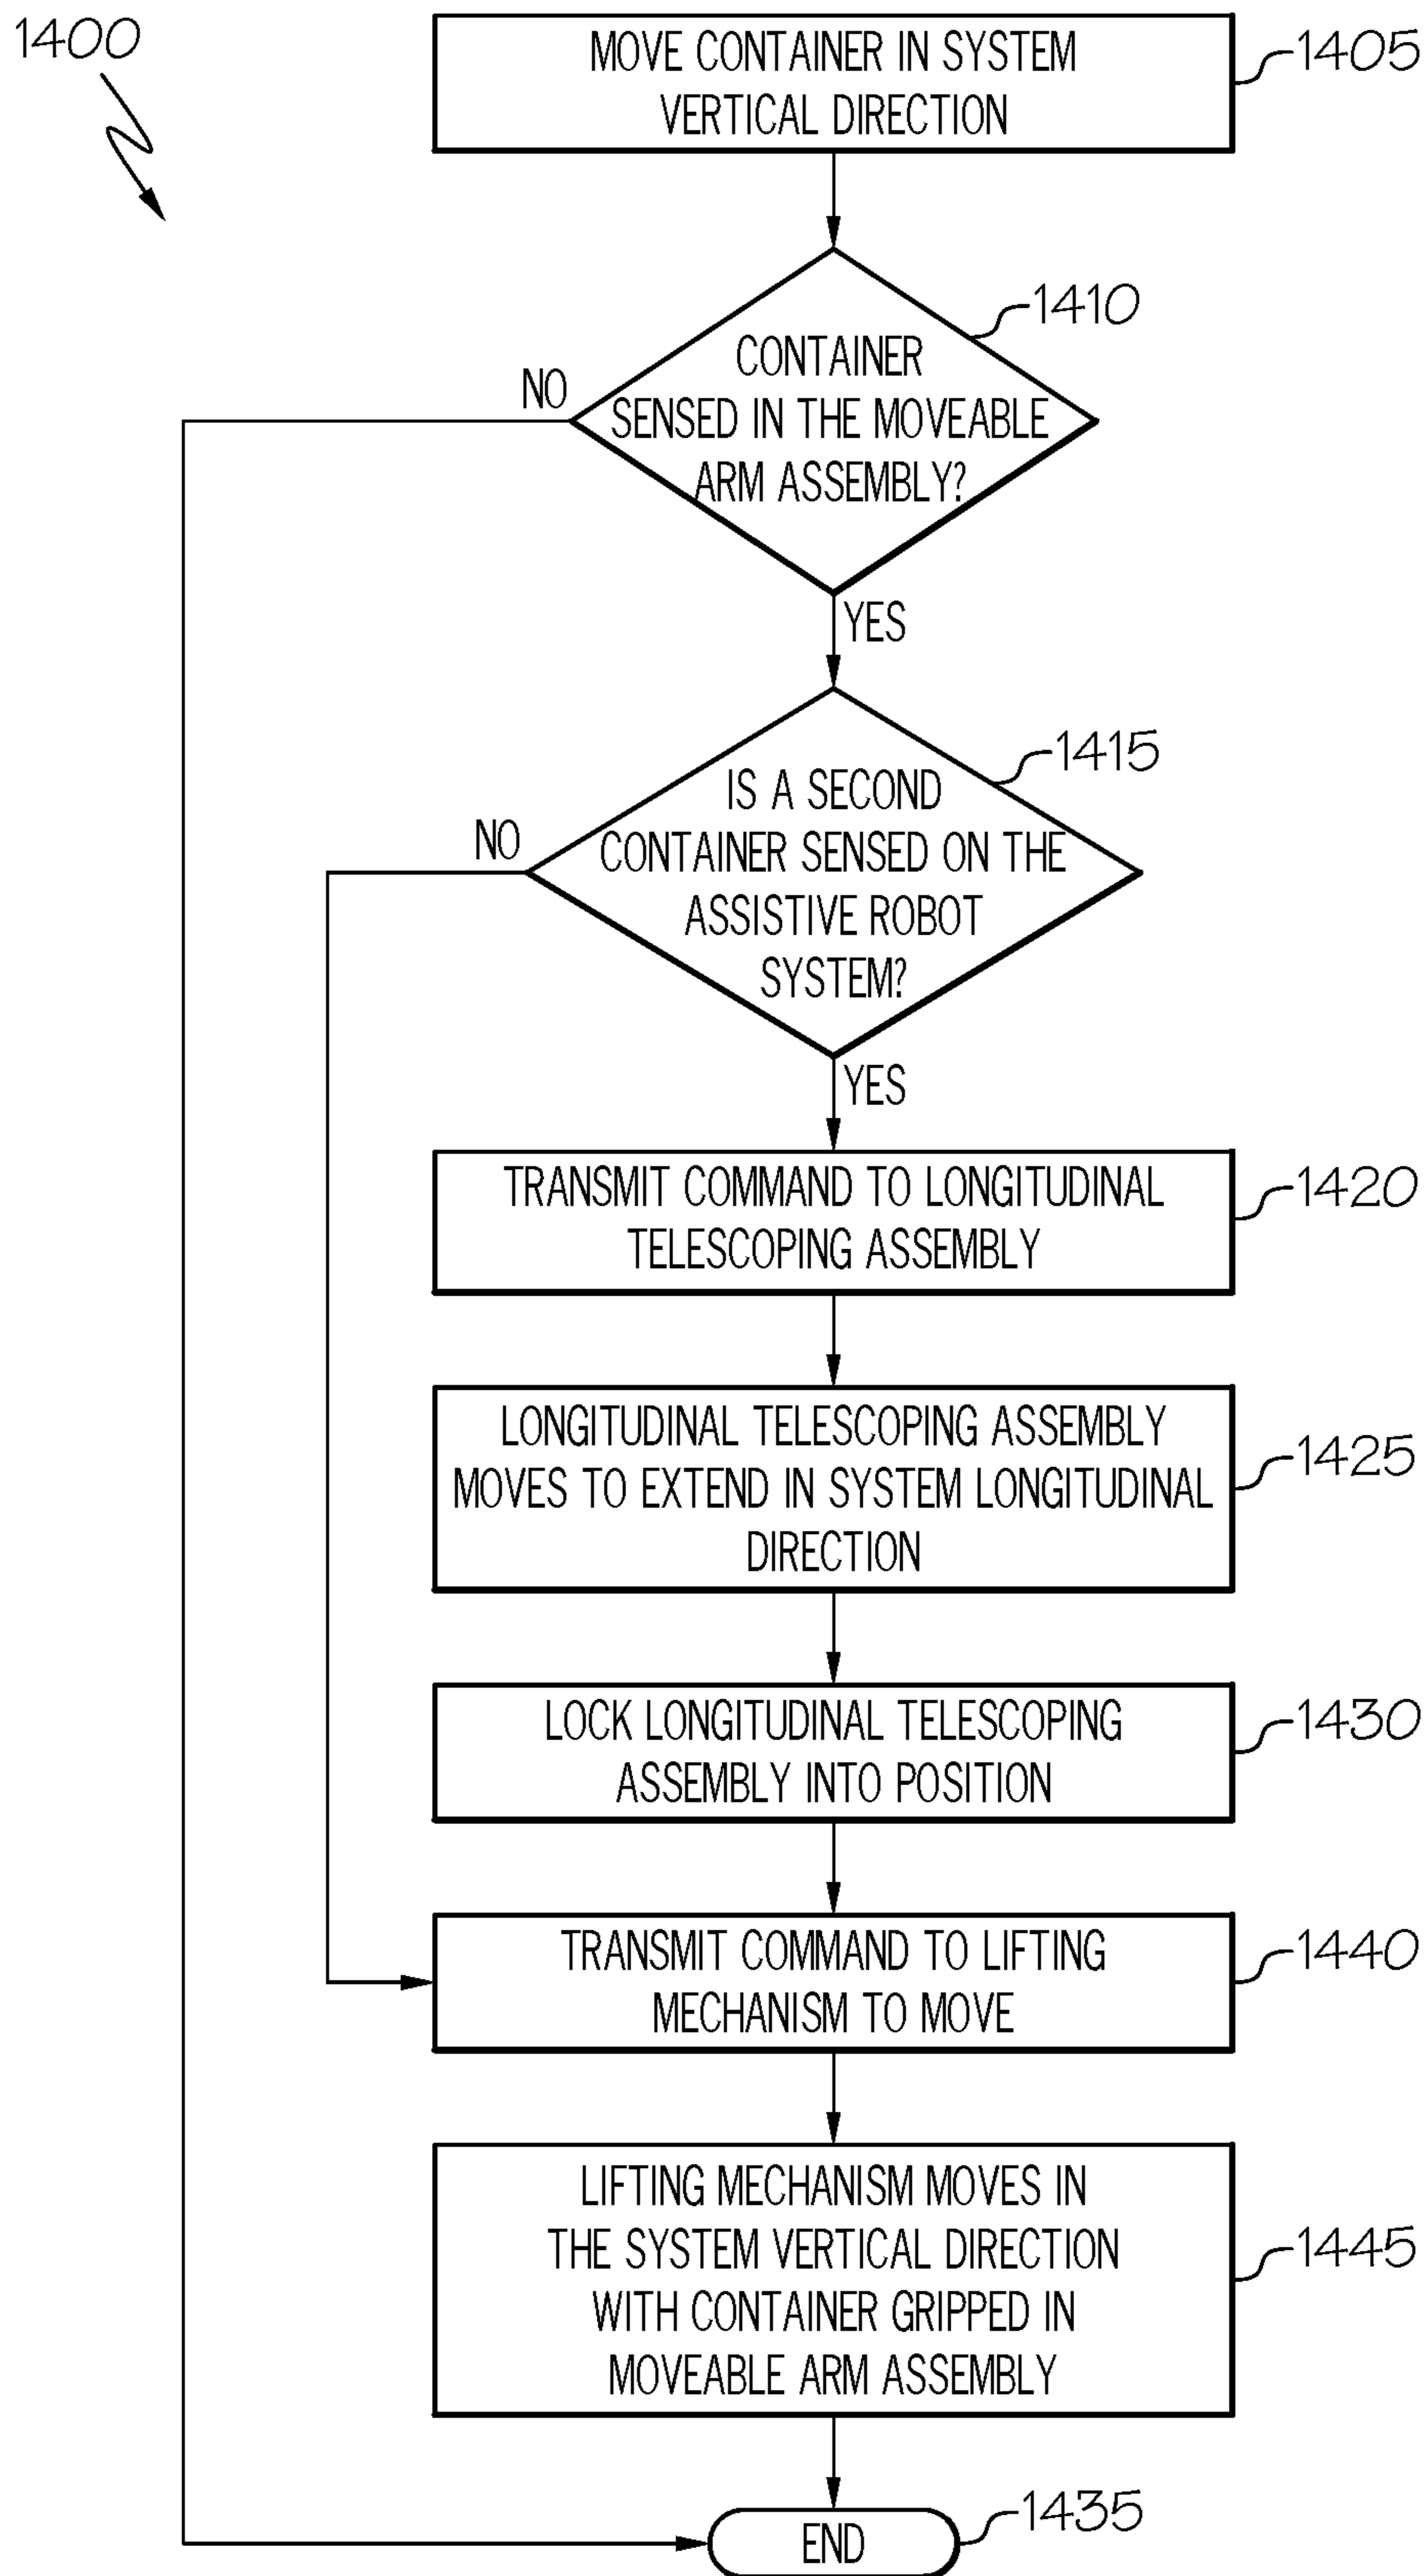 1400
MOVE CONTAINER IN SYSTEM
VERTICAL DIRECTION
1405
1410
CONTAINER
SENSED IN THE MOVEABLE
ARM ASSEMBLY?
NO
YES
1415
IS A SECOND
CONTAINER SENSED ON THE
ASSISTIVE ROBOT
SYSTEM?
NO
YES
TRANSMIT COMMAND TO LONGITUDINAL
TELESCOPING ASSEMBLY
1420
LONGITUDINAL TELESCOPING ASSEMBLY
MOVES TO EXTEND IN SYSTEM LONGITUDINAL
DIRECTION
1425
LOCK LONGITUDINAL TELESCOPING
ASSEMBLY INTO POSITION
1430
TRANSMIT COMMAND TO LIFTING
MECHANISM TO MOVE
1440
LIFTING MECHANISM MOVES IN
THE SYSTEM VERTICAL DIRECTION
WITH CONTAINER GRIPPED IN
MOVEABLE ARM ASSEMBLY
1445
END
1435